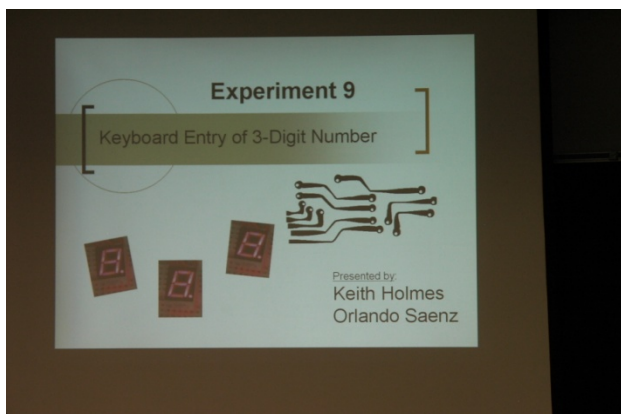 Experiment 9
Keyboard Entry of 3-Digit Number
Presented by:
Keith Holmes
Orlando Saenz